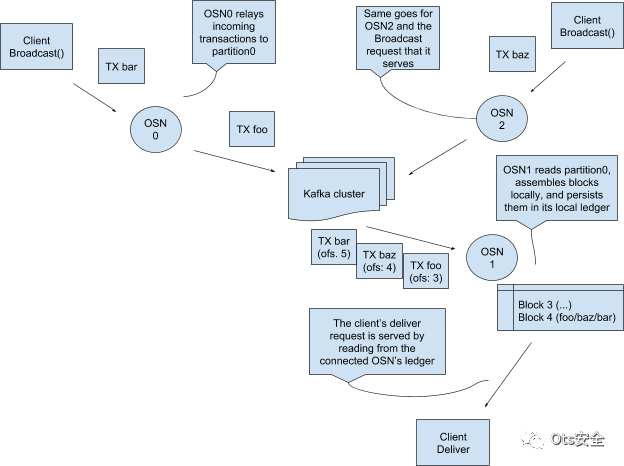 Client
Broadcast()
OSN0 relays
incoming
transactions to
partition0
Same goes for
OSN2 and the
Broadcast
request that it
serves
Client
Broadcast()
TX bar
TX baz
OSN
0
TX foo
OSN
2
Kafka cluster
OSN1 reads partition0,
assembles blocks
locally, and persists
them in its local ledger
TX bar
(ofs. 5)
TX baz
(ofs: 4)
TX foo
(ofs: 3)
OSN
1
Block 3 (...)
Block 4 (foo/baz/bar)
The client's deliver
request is served by
reading from the
connected OSN's ledger
Client
Deliver
Ots安全